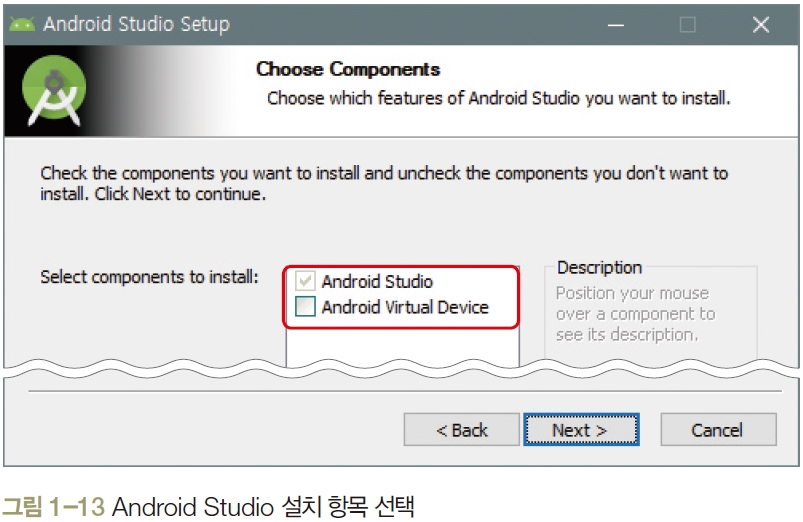 Android Studio Setup
Choose Components
Choose which features of Android Studio you want to install.
Check the components you want to install and uncheck the components you don't want to
install. Click Next to continue.
Select components to install:
Android Studio
Android Virtual Device
Description
Position your mouse
over a component to
see its description.
< Back
Next >
Cancel
그림 1-13 Android Studio 설치 항목 선택